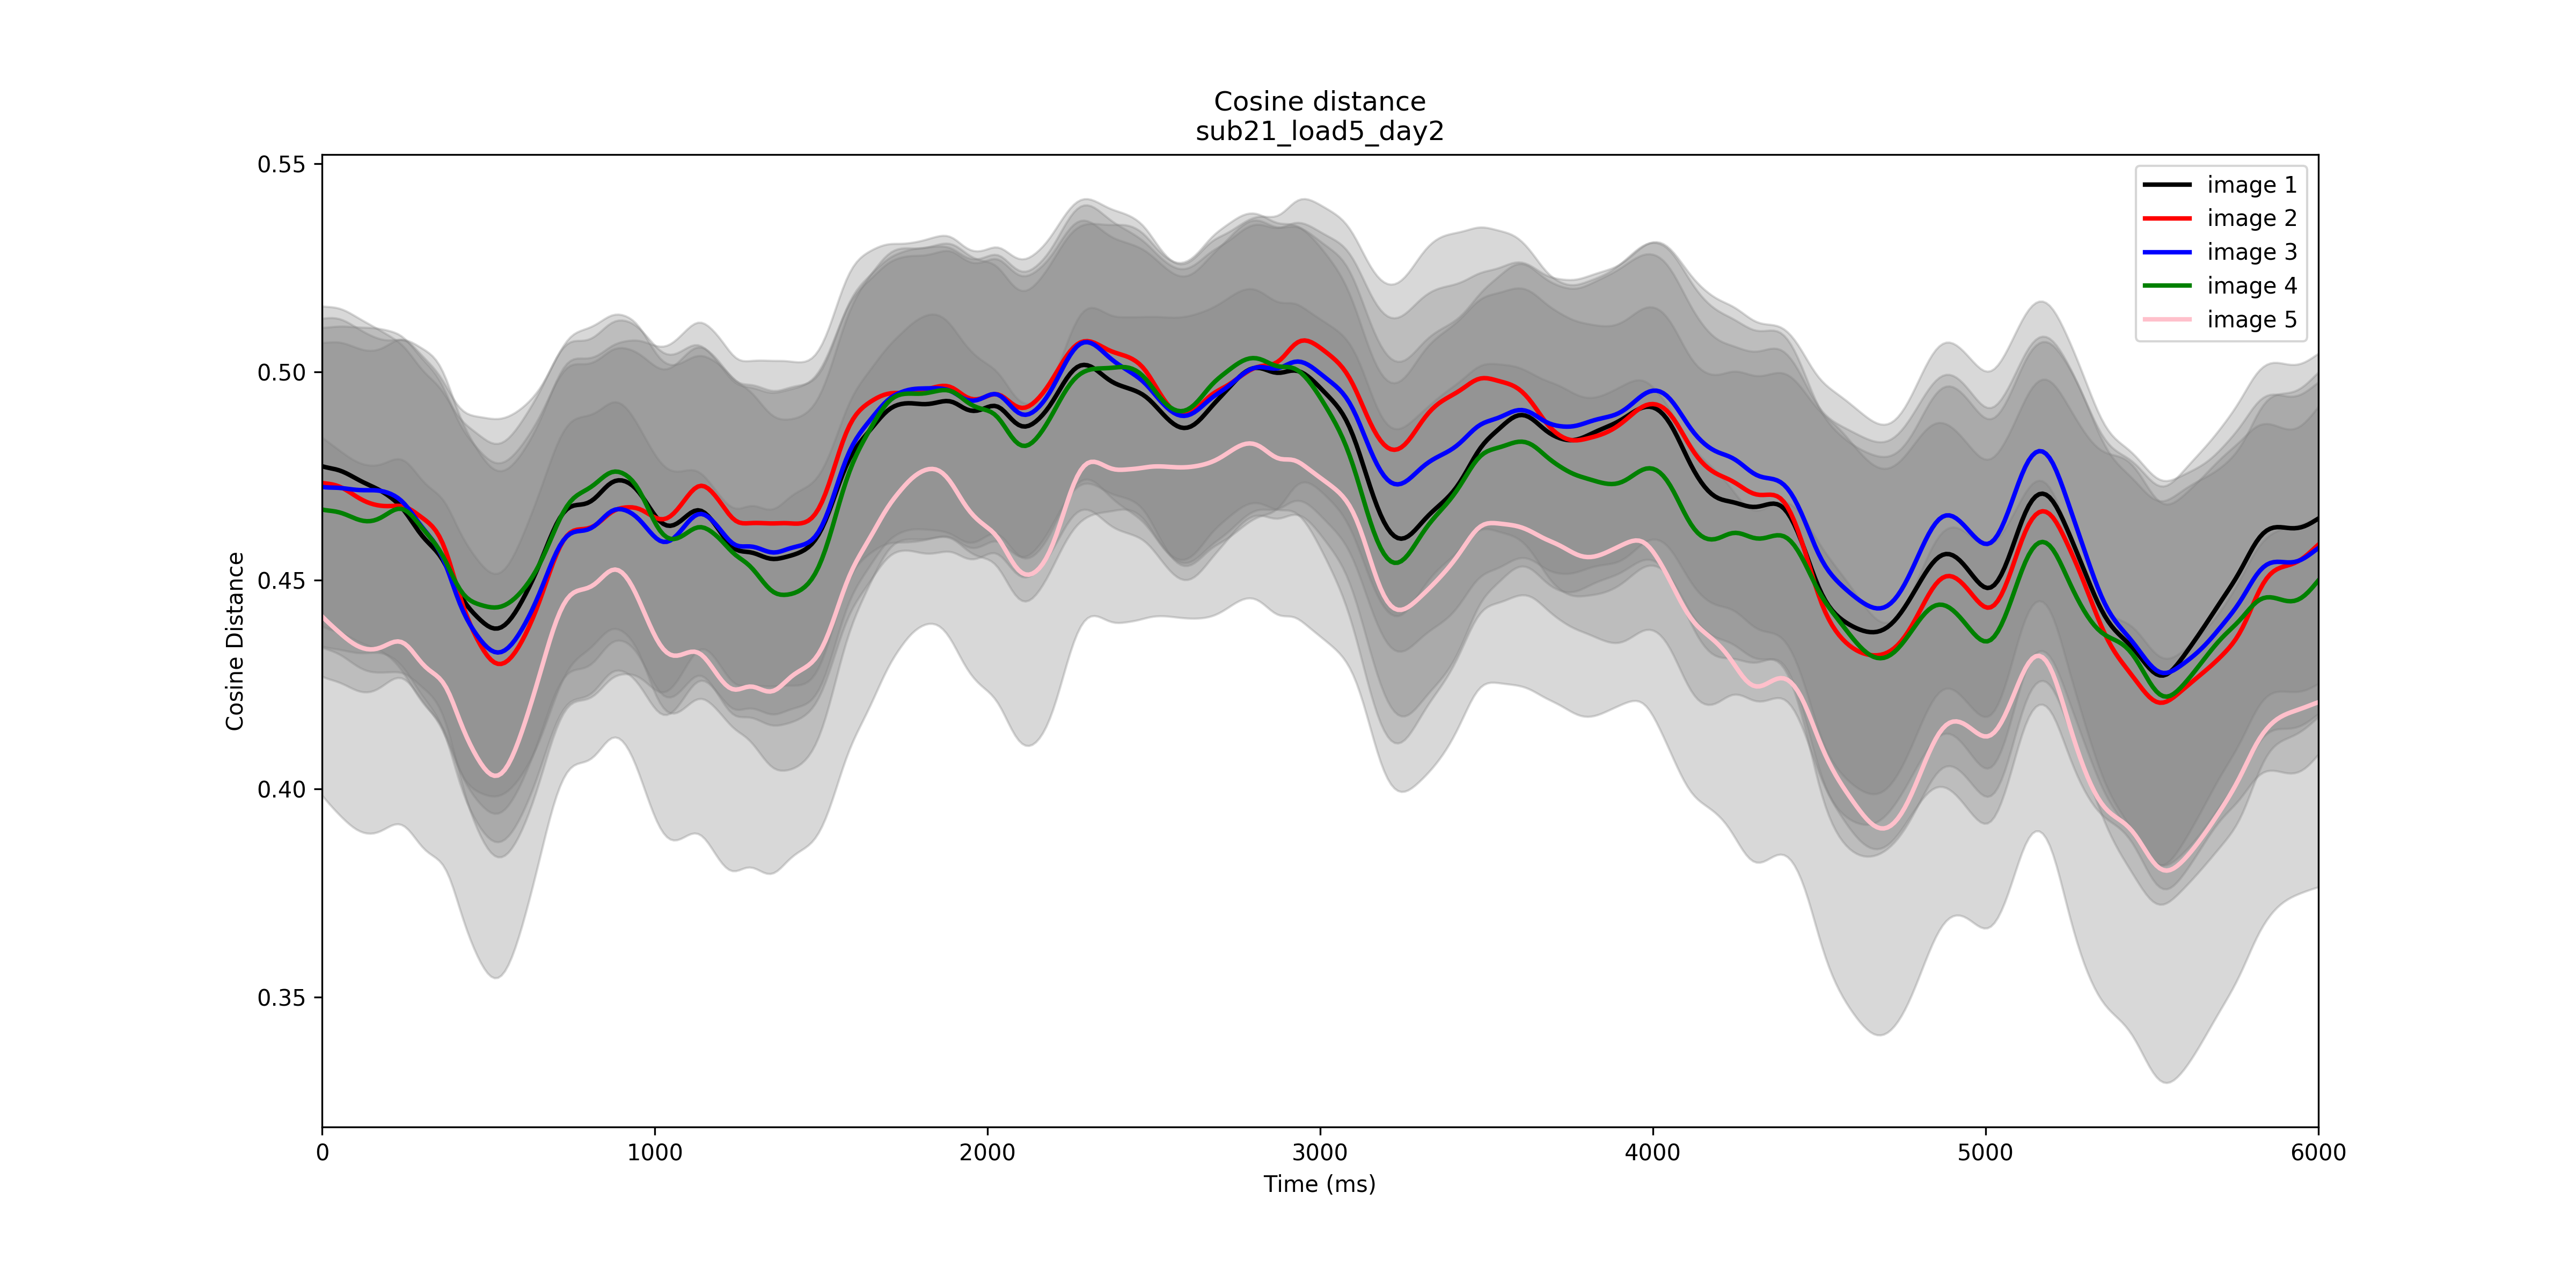 Cosine distance
sub21_load5_day2
0.55
0.50
0.45
0.40
0.35
Cosine Distance
0
1000
2000
3000
4000
5000
6000
Time (ms)
image 1
image 2
image 3
image 4
image 5